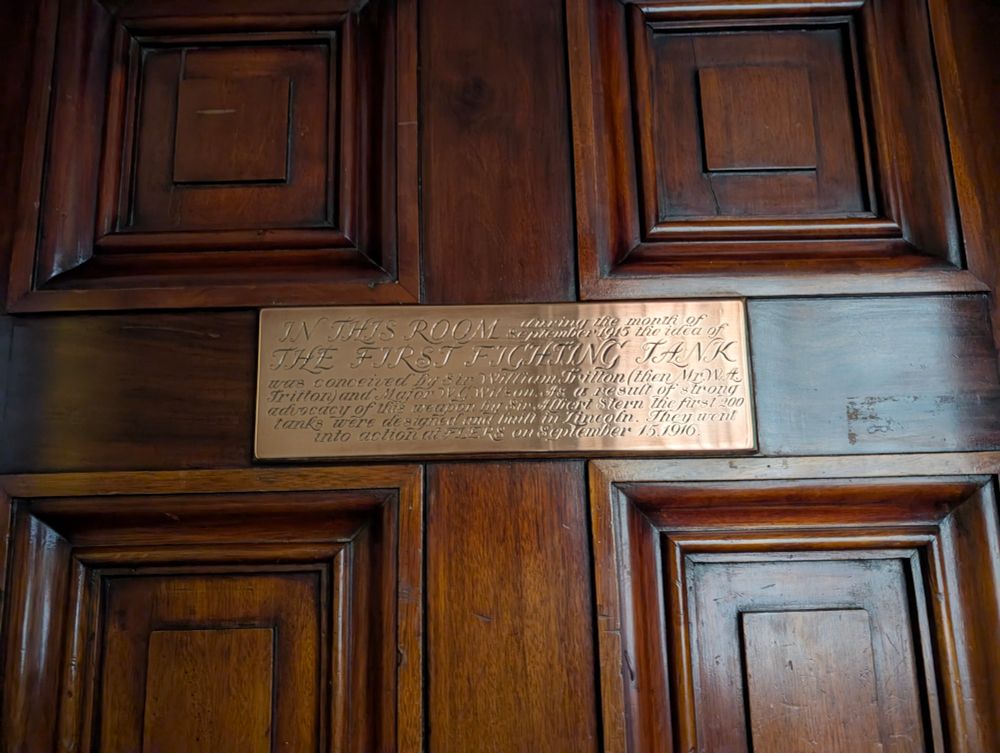 IN THIS ROOM during the month of
September 1915 the idea of
THE FIRST FIGHTING TANK
was conceived by Sir William Tritton (then Mr. W. A.
Tritton) and Major W. G. Wilson. As a result of strong
advocacy of this weapon by Sir Albert Stern the first 200
tanks were designed and built in Lincoln. They went
into action at FLERS on September 15, 1916.